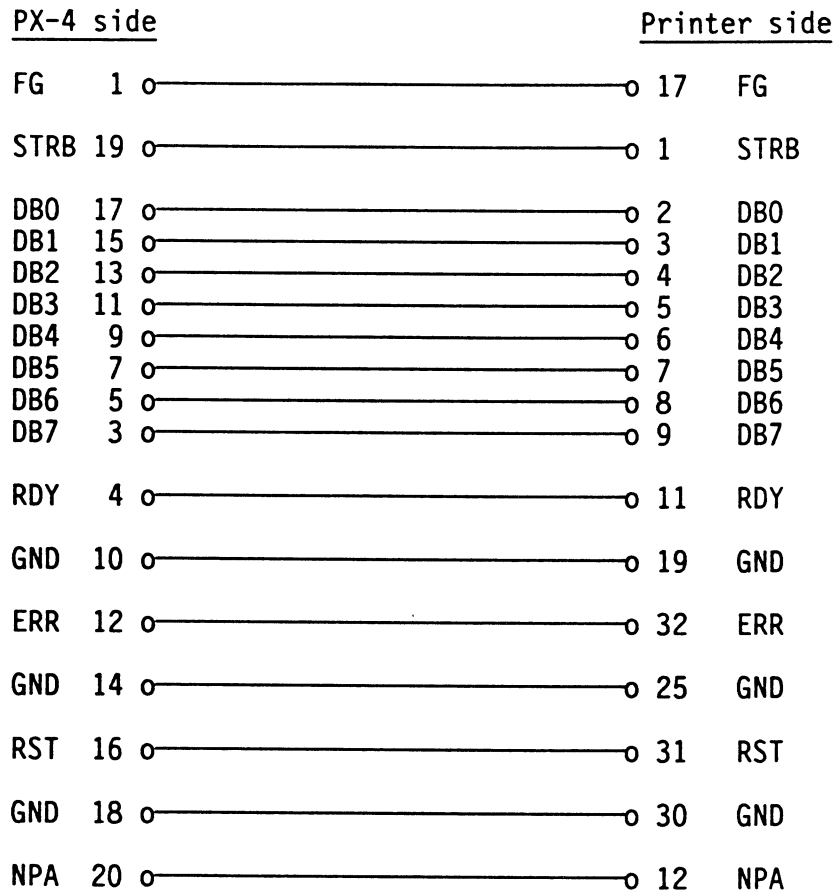 PX-4 side Printer side
FG 1 17 FG
STRB 19 1 STRB
DB0 17 2 DB0
DB1 15 3 DB1
DB2 13 4 DB2
DB3 11 5 DB3
DB4 9 6 DB4
DB5 7 7 DB5
DB6 5 8 DB6
DB7 3 9 DB7
RDY 4 11 RDY
GND 10 19 GND
ERR 12 32 ERR
GND 14 25 GND
RST 16 31 RST
GND 18 30 GND
NPA 20 12 NPA